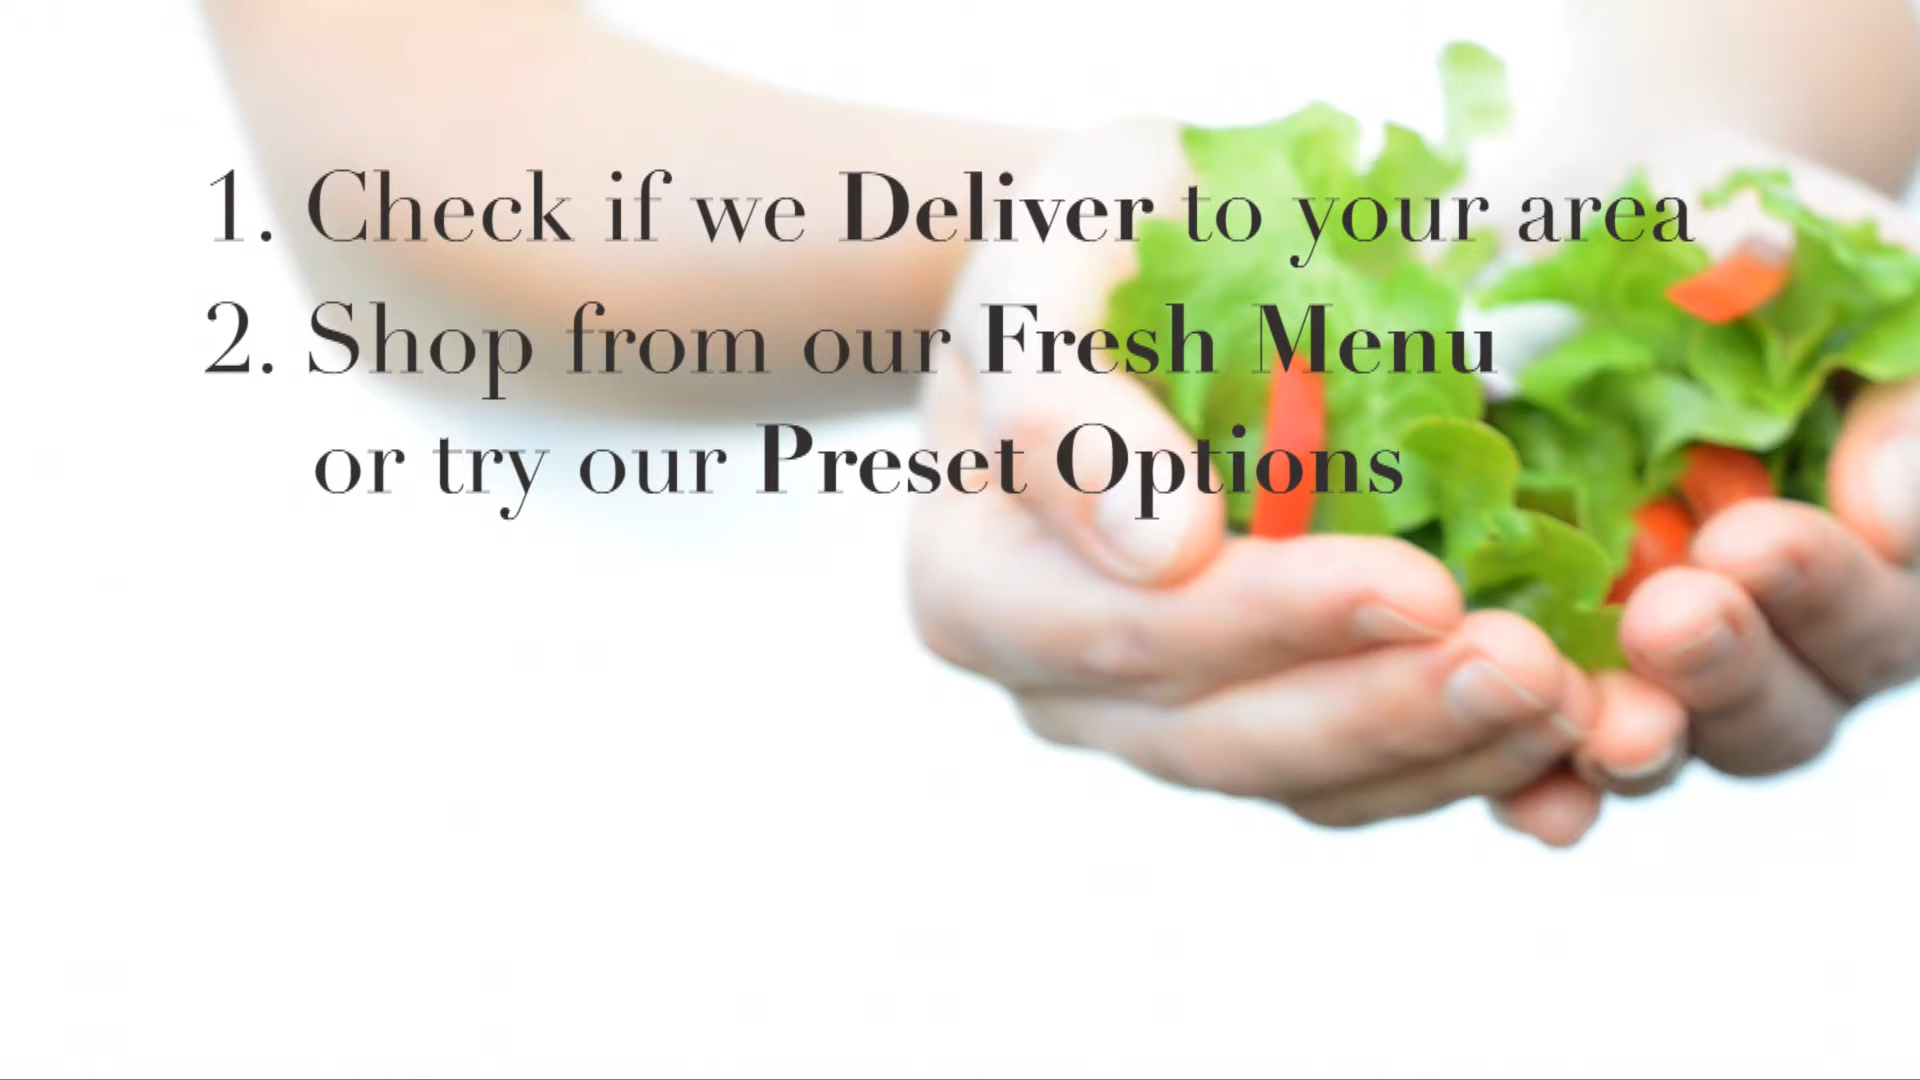 1. Check if we Deliver to your area
2. Shop from our Fresh Menu
or try our Preset Options